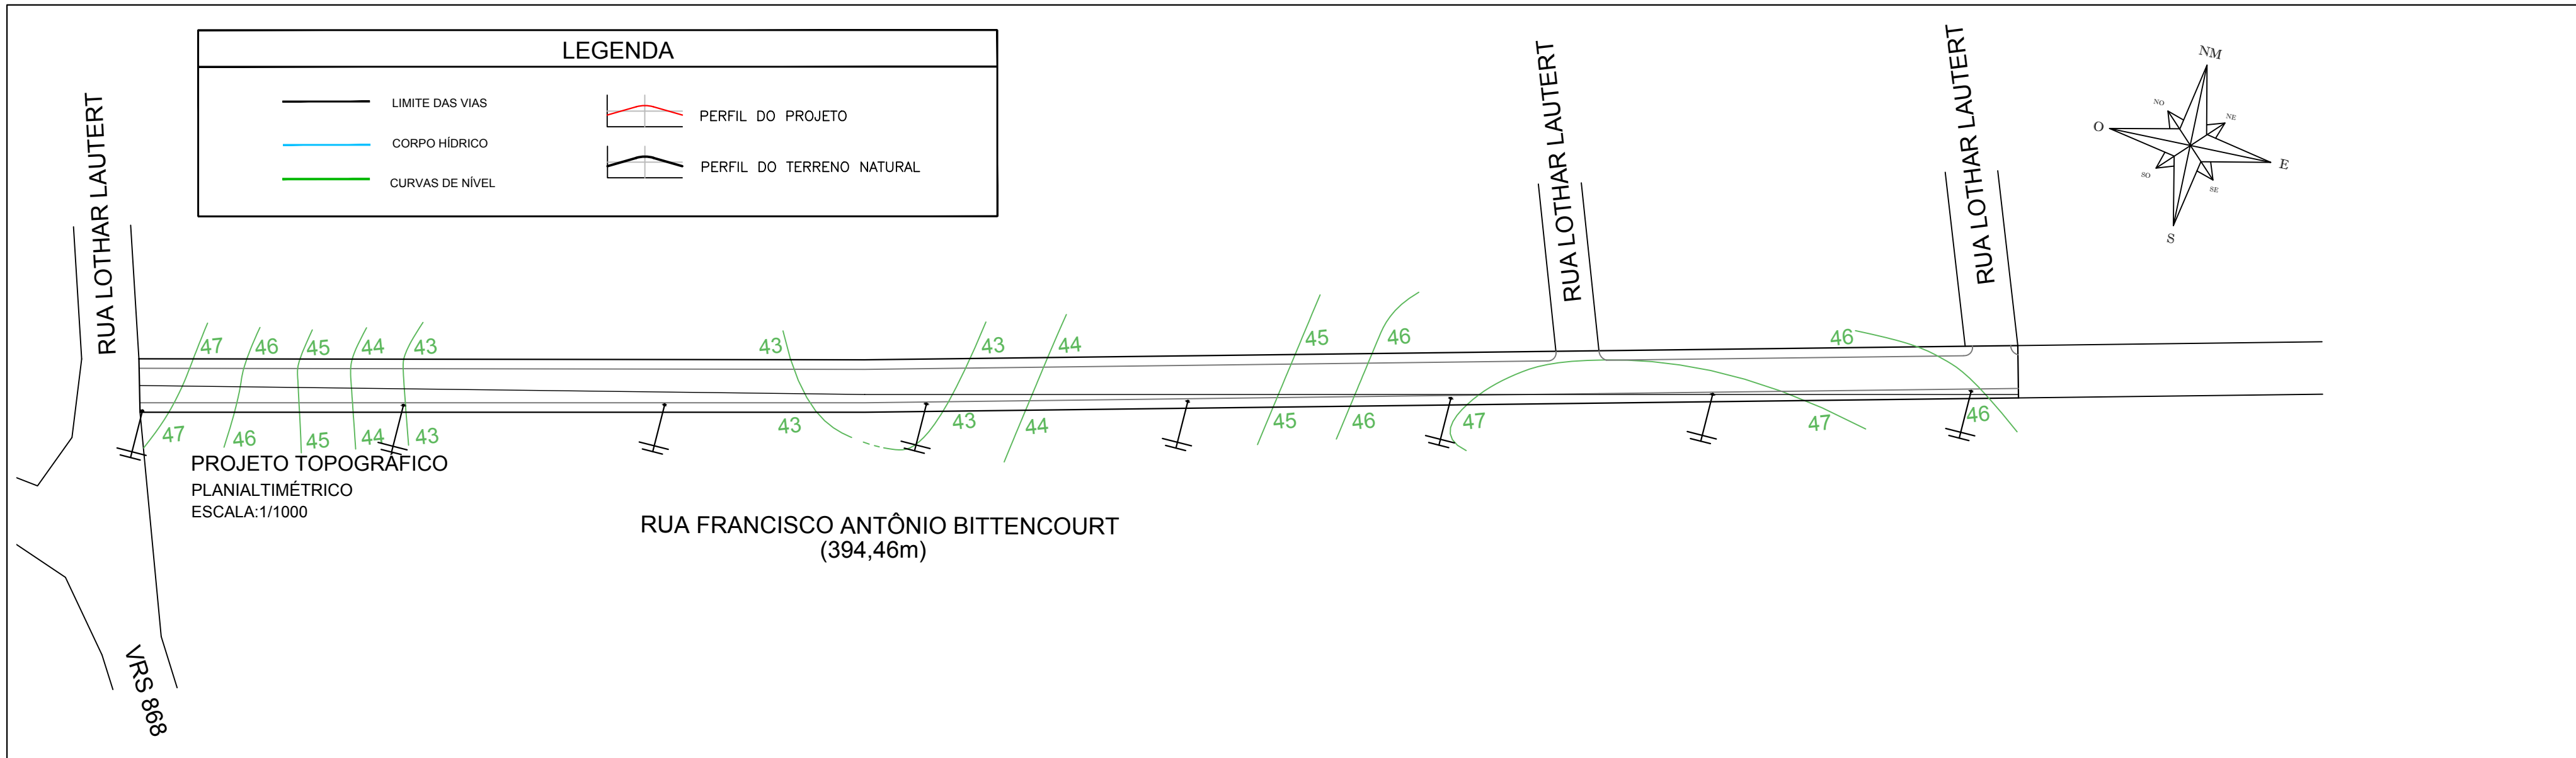 LEGENDA
LIMITE DAS VIAS
CORPO HÍDRICO
CURVAS DE NÍVEL
PERFIL DO PROJETO
PERFIL DO TERRENO NATURAL
RUA LOTHAR LAUTERT
RUA LOTHAR LAUTERT
RUA LOTHAR LAUTERT
NM
NO
NE
O
E
SO
SE
S
47 46 45 44 43 43 43 44 45 46 46
47 46 45 44 43 43 43 44 45 46 47 47 46
PROJETO TOPOGRÁFICO
PLANIALTIMÉTRICO
ESCALA:1/1000
RUA FRANCISCO ANTÔNIO BITTENCOURT
(394,46m)
VRS 868